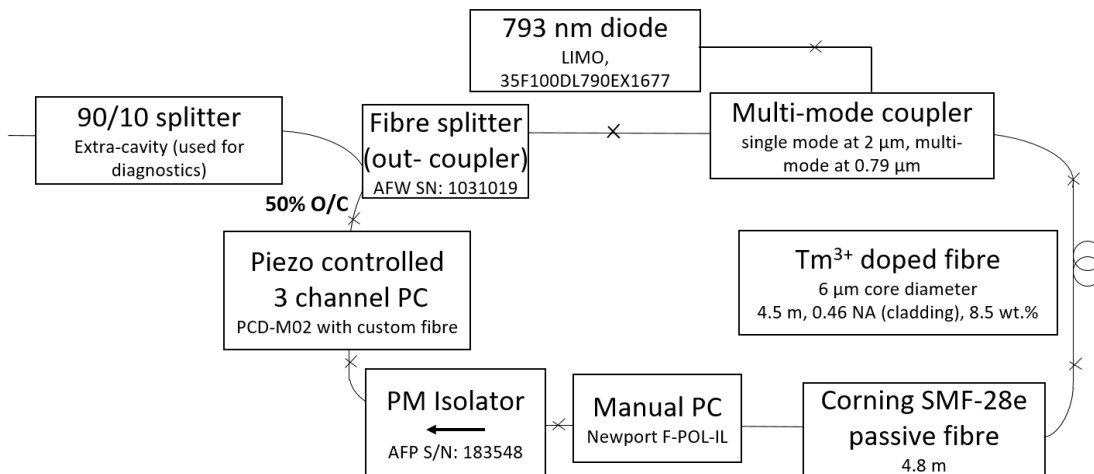 793 nm diode
LIMO,
35F100DL790EX1677
90/10 splitter
Extra-cavity (used for
diagnostics)
Fibre splitter
(out- coupler)
AFW SN: 1031019
Multi-mode coupler
single mode at 2 μm, multi-
mode at 0.79 μm
50% O/C
Piezo controlled
3 channel PC
PCD-M02 with custom fibre
Tm³⁺ doped fibre
6 μm core diameter
4.5 m, 0.46 NA (cladding), 8.5 wt.%
PM Isolator
AFP S/N: 183548
Manual PC
Newport F-POL-IL
Corning SMF-28e
passive fibre
4.8 m